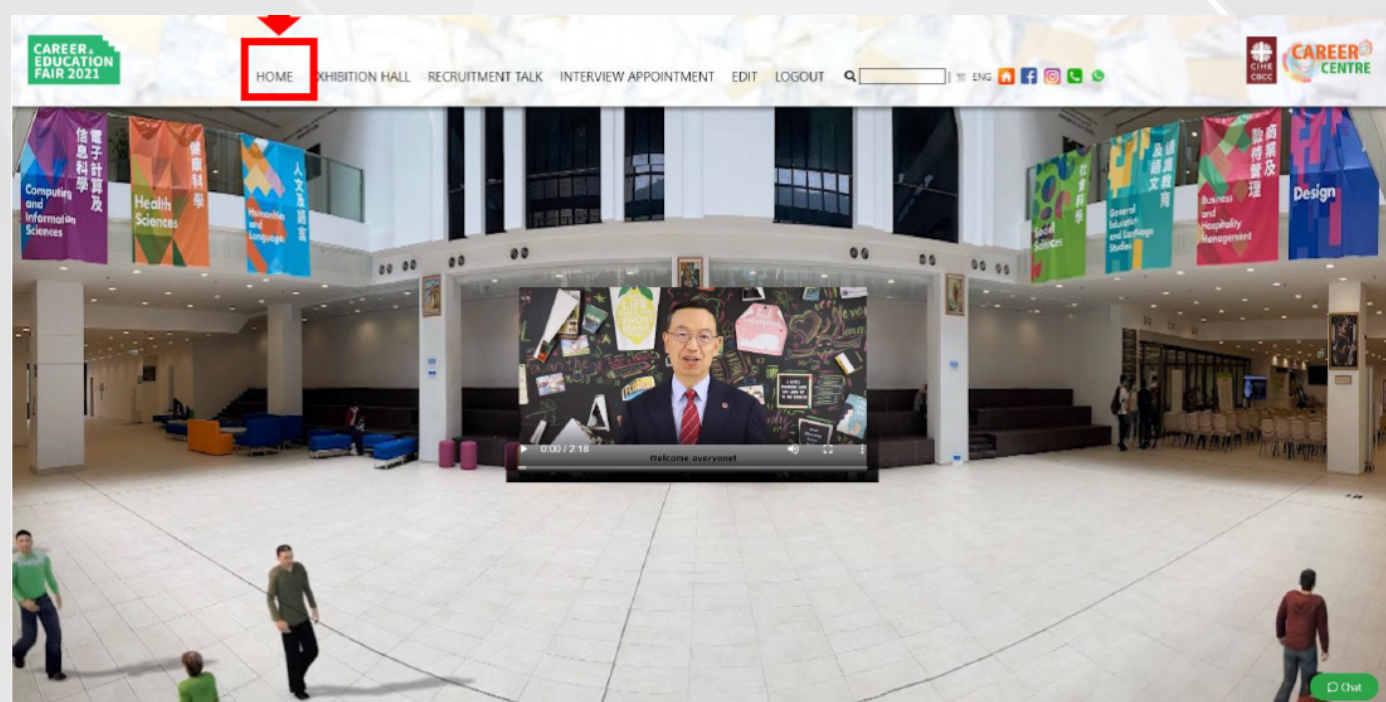 CAREER &
EDUCATION
FAIR 2021
HOME
XHIBITION HALL
RECRUITMENT TALK
INTERVIEW APPOINTMENT
EDIT
LOGOUT
ENG
CIHE
CBCC
CAREER
CENTRE
電子計算及
信息科學
Computing
and
Information
Sciences
健康科學
Health
Sciences
人文及語言
Humanities
and
Languages
社會科學
Social
Sciences
通識教育
及語文
General
Education
and Language
Studies
商業及
款待管理
Business
and
Hospitality
Management
Design
LIFE
0:00 / 2:18
Welcome everyone!
Chat